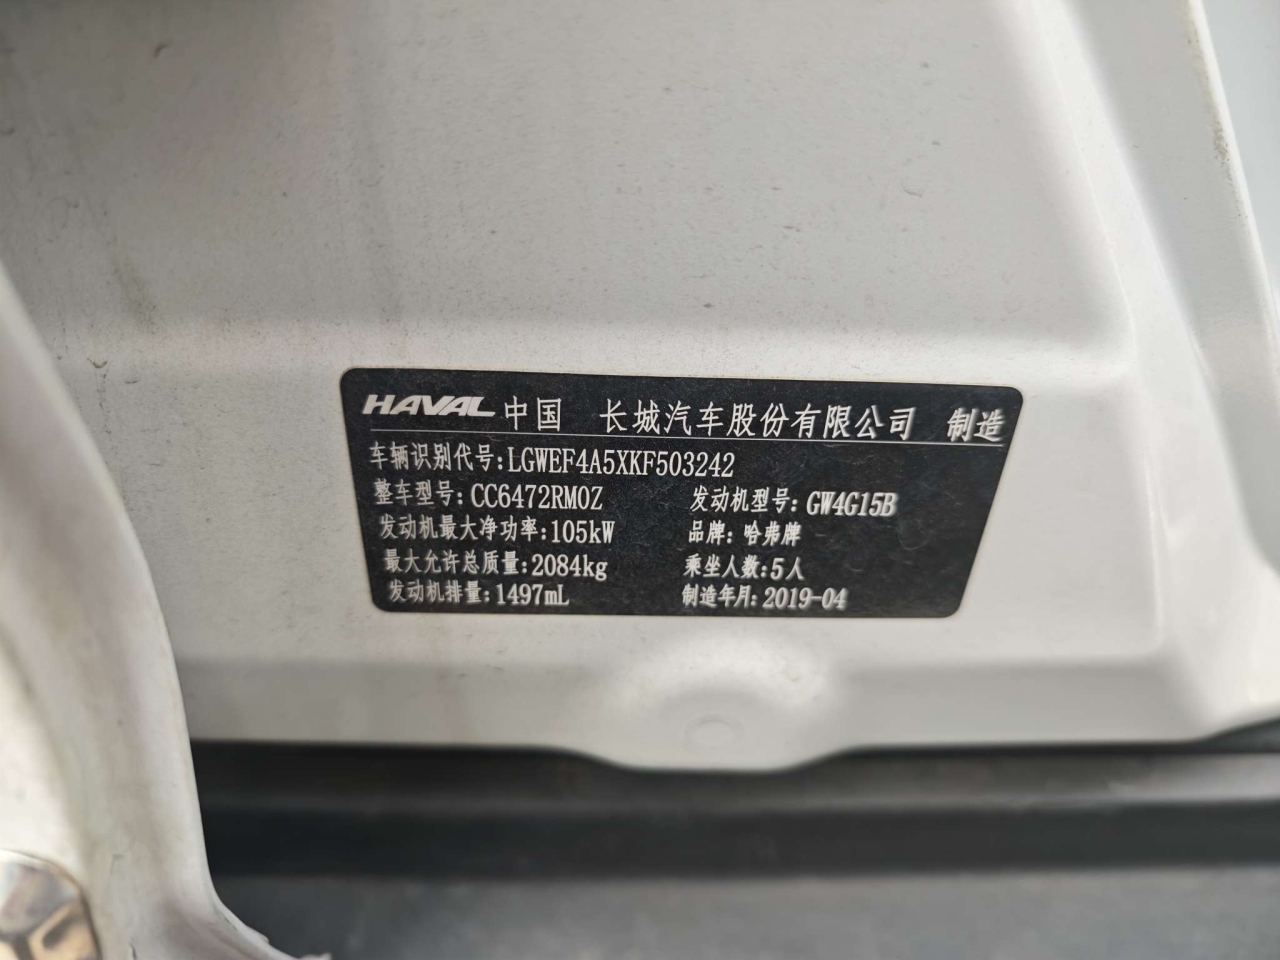 HAVAL 中国 长城汽车股份有限公司 制造
车辆识别代号:LGWEF4A5XKF503242
整车型号:CC6472RM0Z 发动机型号:GW4G15B
发动机最大净功率:105kW 品牌:哈弗牌
最大允许总质量:2084kg 乘坐人数:5人
发动机排量:1497mL 制造年月:2019-04